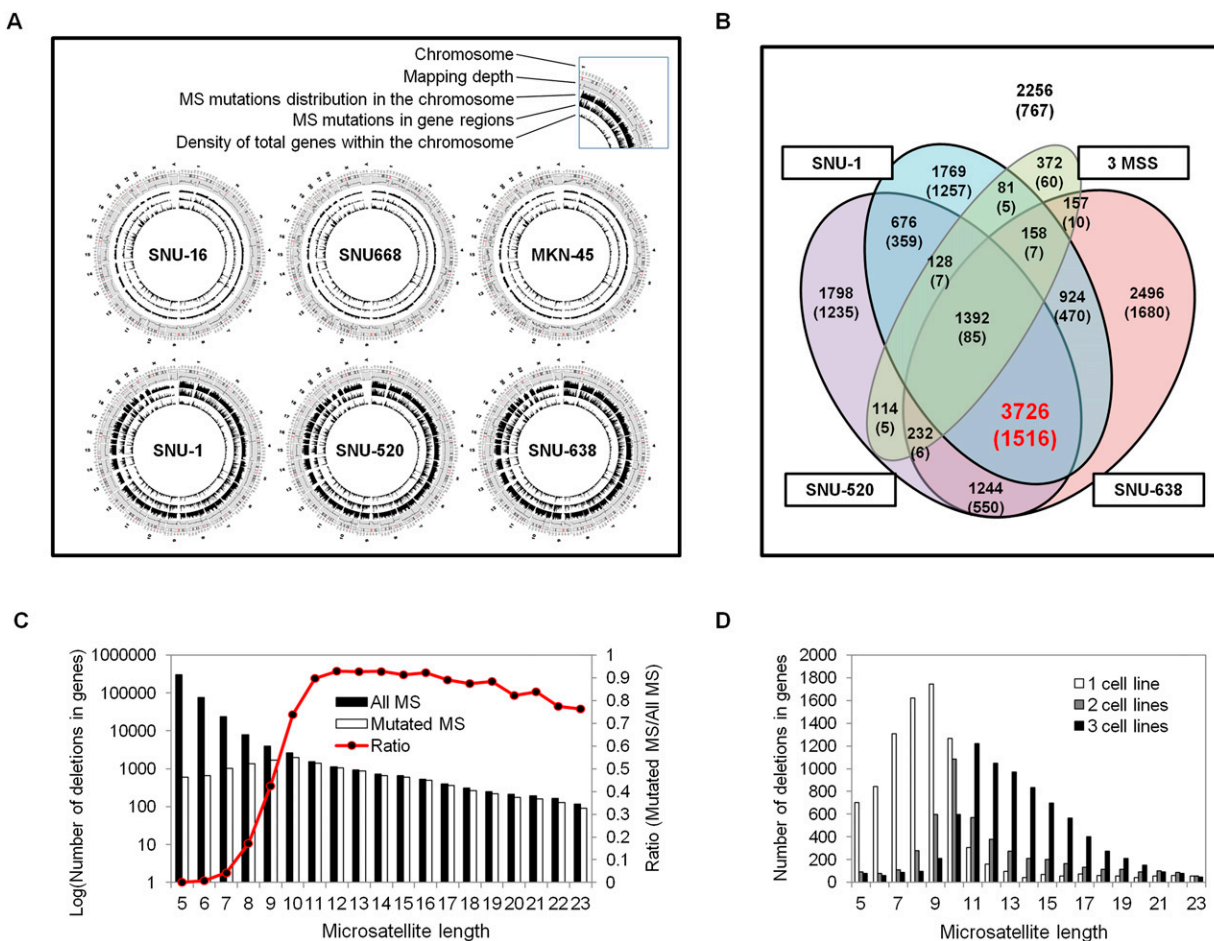 A
Chromosome
Mapping depth
MS mutations distribution in the chromosome
MS mutations in gene regions
Density of total genes within the chromosome
SNU-16
SNU668
MKN-45
SNU-1
SNU-520
SNU-638
B
2256
(767)
SNU-1
3 MSS
1769
(1257)
372
(60)
81
(5)
157
(10)
676
(359)
158
(7)
128
(7)
1798
(1235)
924
(470)
2496
(1680)
1392
(85)
114
(5)
232
(6)
3726
(1516)
SNU-520
1244
(550)
SNU-638
C
Log(Number of deletions in genes)
1000000
100000
10000
1000
100
10
1
All MS
Mutated MS
Ratio
1
0.9
0.8
0.7
0.6
0.5
0.4
0.3
0.2
0.1
0
Ratio (Mutated MS/All MS)
5 6 7 8 9 10 11 12 13 14 15 16 17 18 19 20 21 22 23
Microsatellite length
D
Number of deletions in genes
2000
1800
1600
1400
1200
1000
800
600
400
200
0
1 cell line
2 cell lines
3 cell lines
5 7 9 11 13 15 17 19 21 23
Microsatellite length